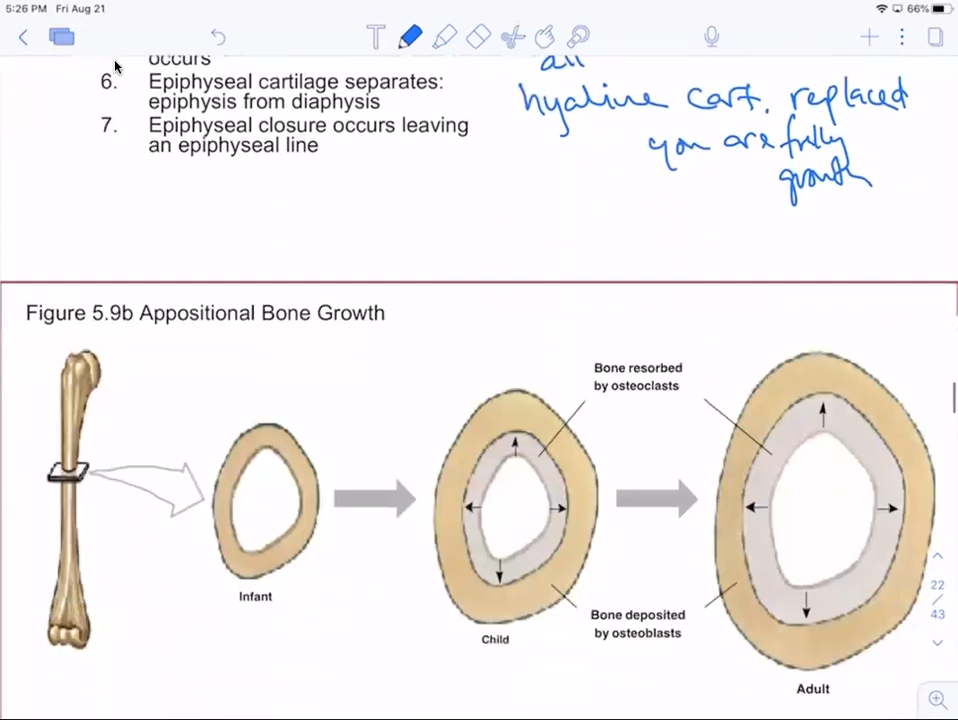 5:26 PM Fri Aug 21
66%
occurs
6. Epiphyseal cartilage separates:
epiphysis from diaphysis
7. Epiphyseal closure occurs leaving
an epiphyseal line
all
hyaline cart. replaced
you are fully
growth
Figure 5.9b Appositional Bone Growth
Bone resorbed
by osteoclasts
Infant
Child
Bone deposited
by osteoblasts
Adult
22
/
43